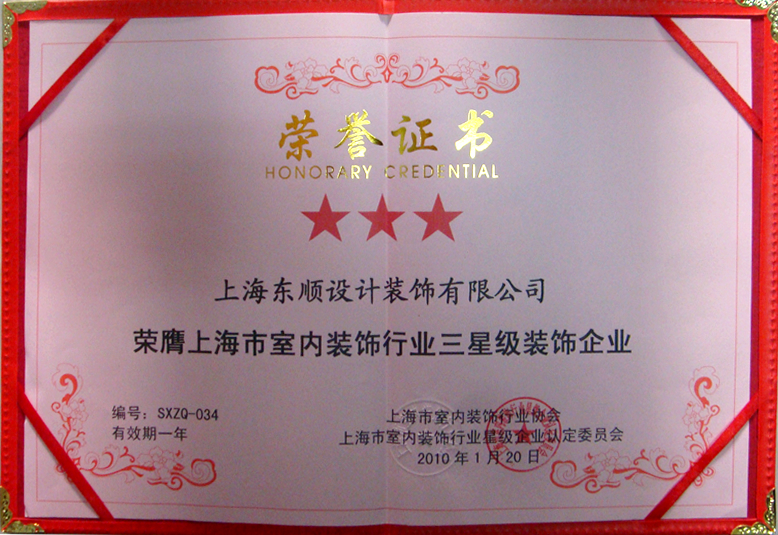 荣誉证书
HONORARY CREDENTIAL
上海东顺设计装饰有限公司
荣膺上海市室内装饰行业三星级装饰企业
编号：SXZQ-034
有效期一年
上海市室内装饰行业协会
上海市室内装饰行业星级企业认定委员会
2010年1月20日